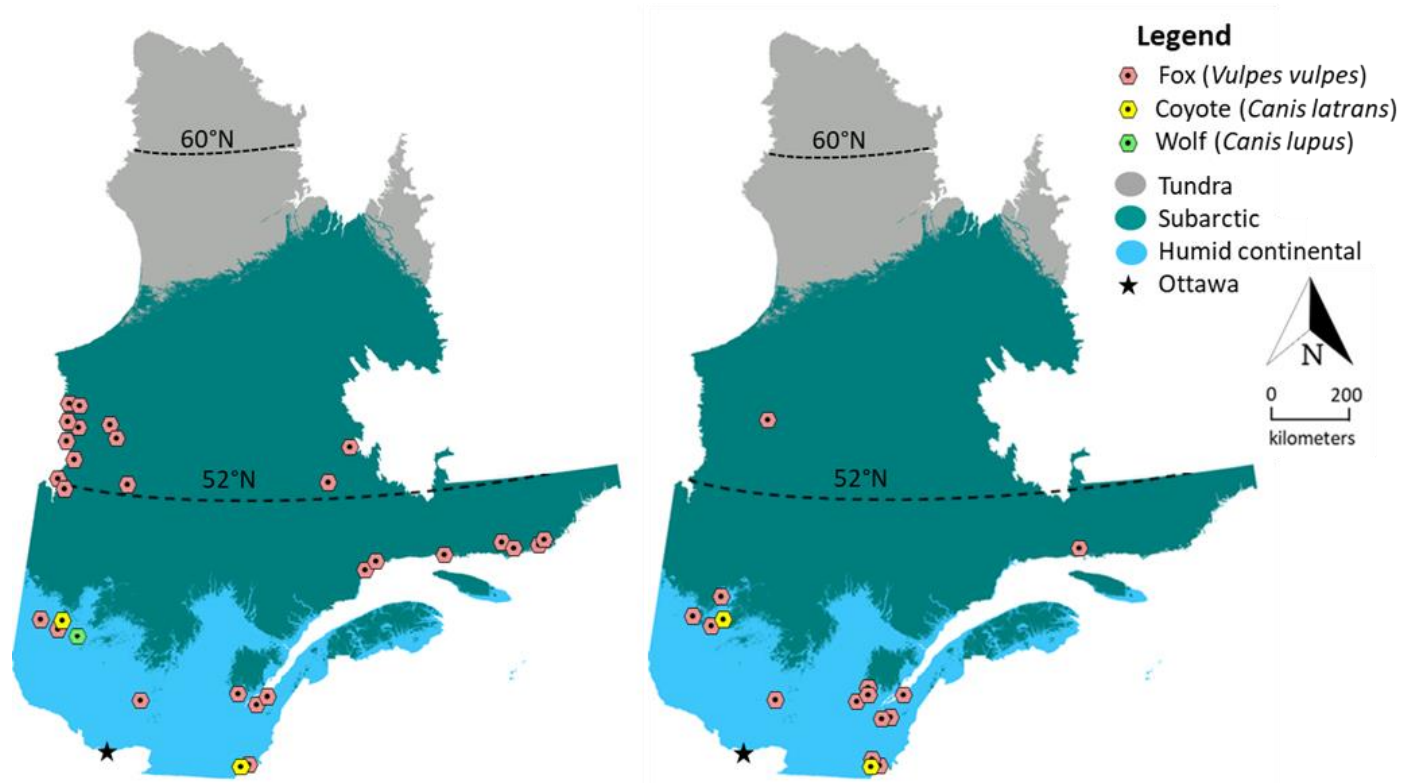 Legend
Fox (Vulpes vulpes)
Coyote (Canis latrans)
Wolf (Canis lupus)
Tundra
Subarctic
Humid continental
Ottawa
N
0 200
kilometers
60°N
60°N
52°N
52°N